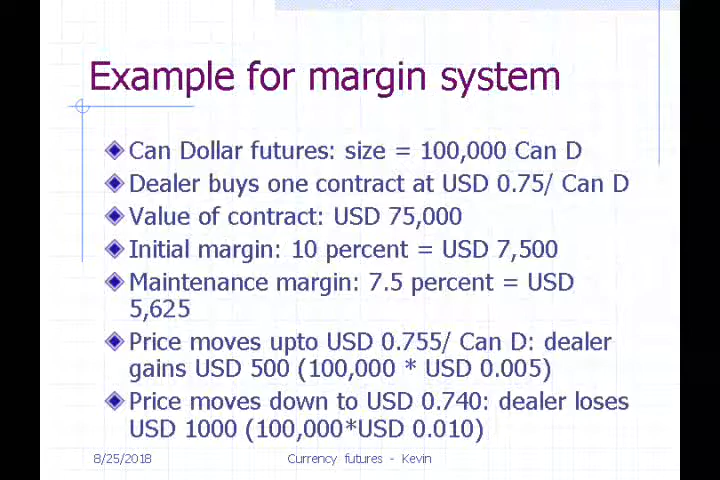 Example for margin system
Can Dollar futures: size = 100,000 Can D
Dealer buys one contract at USD 0.75/ Can D
Value of contract: USD 75,000
Initial margin: 10 percent = USD 7,500
Maintenance margin: 7.5 percent = USD
5,625
Price moves upto USD 0.755/ Can D: dealer
gains USD 500 (100,000 * USD 0.005)
Price moves down to USD 0.740: dealer loses
USD 1000 (100,000*USD 0.010)
8/25/2018 Currency futures - Kevin